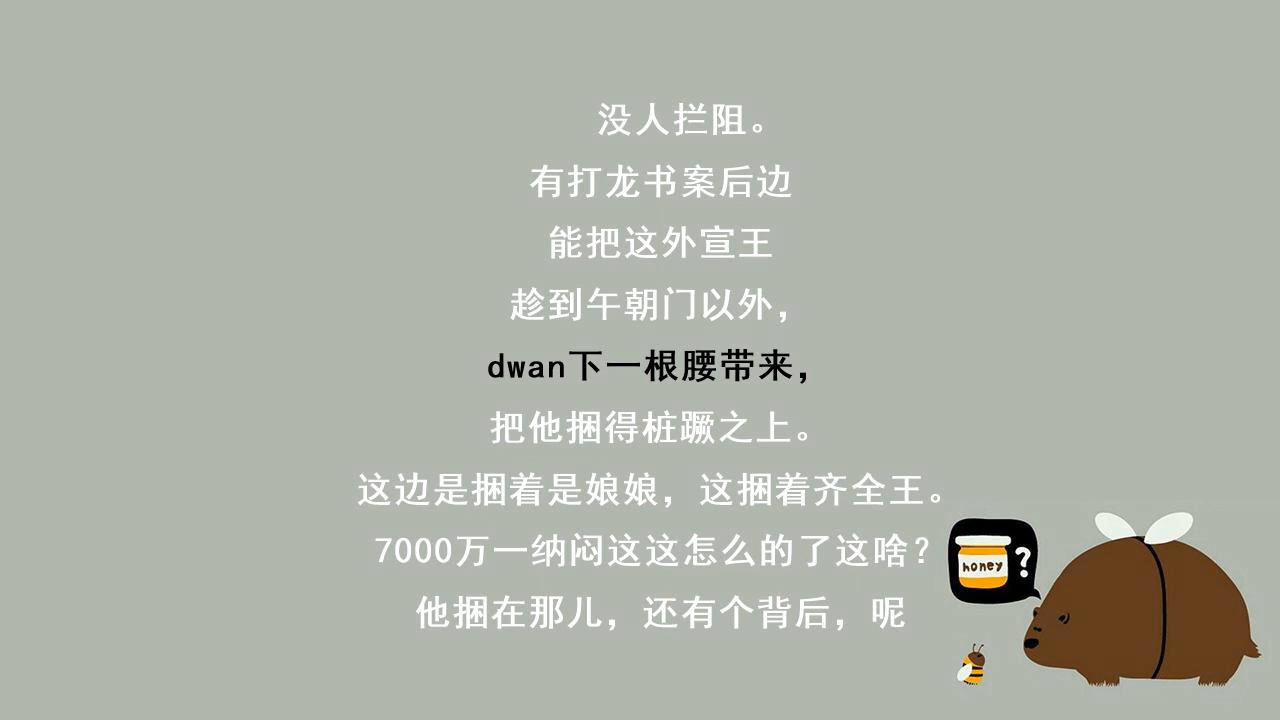 没人拦阻。
有打龙书案后边
能把这外宣王
趁到午朝门以外，
dwan下一根腰带来，
把他捆得桩蹶之上。
这边是捆着是娘娘，这捆着齐全王。
7000万一纳闷这这怎么的了这啥？
他捆在那儿，还有个背后，呢
honey
?